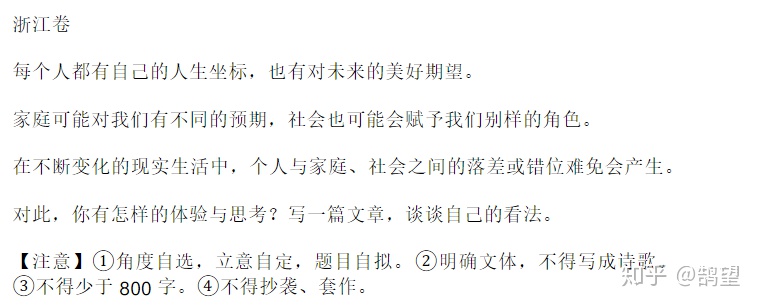 浙江卷
每个人都有自己的人生坐标，也有对未来的美好期望。
家庭可能对我们有不同的预期，社会也可能会赋予我们别样的角色。
在不断变化的现实生活中，个人与家庭、社会之间的落差或错位难免会产生。
对此，你有怎样的体验与思考？写一篇文章，谈谈自己的看法。
【注意】①角度自选，立意自定，题目自拟。②明确文体，不得写成诗歌。
③不得少于 800 字。④不得抄袭、套作。
知乎 @鹄望